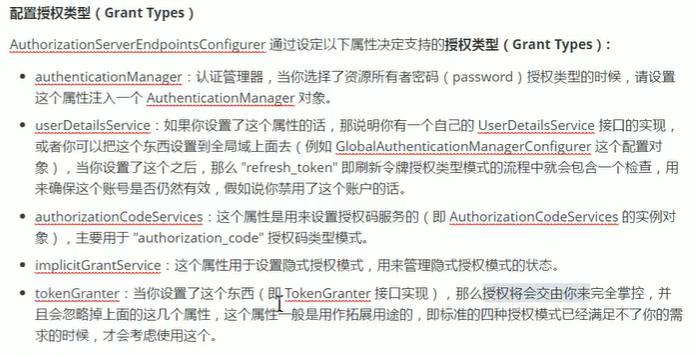 配置授权类型（Grant Types）
AuthorizationServerEndpointsConfigurer 通过设定以下属性决定支持的授权类型（Grant Types）：
• authenticationManager：认证管理器，当你选择了资源所有者密码（password）授权类型的时候，请设置
这个属性注入一个 AuthenticationManager 对象。
• userDetailsService：如果你设置了这个属性的话，那说明你有一个自己的 UserDetailsService 接口的实现，
或者你可以把这个东西设置到全局域上面去（例如 GlobalAuthenticationManagerConfigurer 这个配置对
象），当你设置了这个之后，那么 "refresh_token" 即刷新令牌授权类型模式的流程中就会包含一个检查，用
来确保这个账号是否仍然有效，假如说你禁用了这个账户的话。
• authorizationCodeServices：这个属性是用来设置授权码服务的（即 AuthorizationCodeServices 的实例对
象），主要用于 "authorization_code" 授权码类型模式。
• implicitGrantService：这个属性用于设置隐式授权模式，用来管理隐式授权模式的状态。
• tokenGranter：当你设置了这个东西（即 TokenGranter 接口实现），那么授权将会交由你来完全掌控，并
且会忽略掉上面的这几个属性，这个属性一般是用作拓展用途的，即标准的四种授权模式已经满足不了你的需
求的时候，才会考虑使用这个。